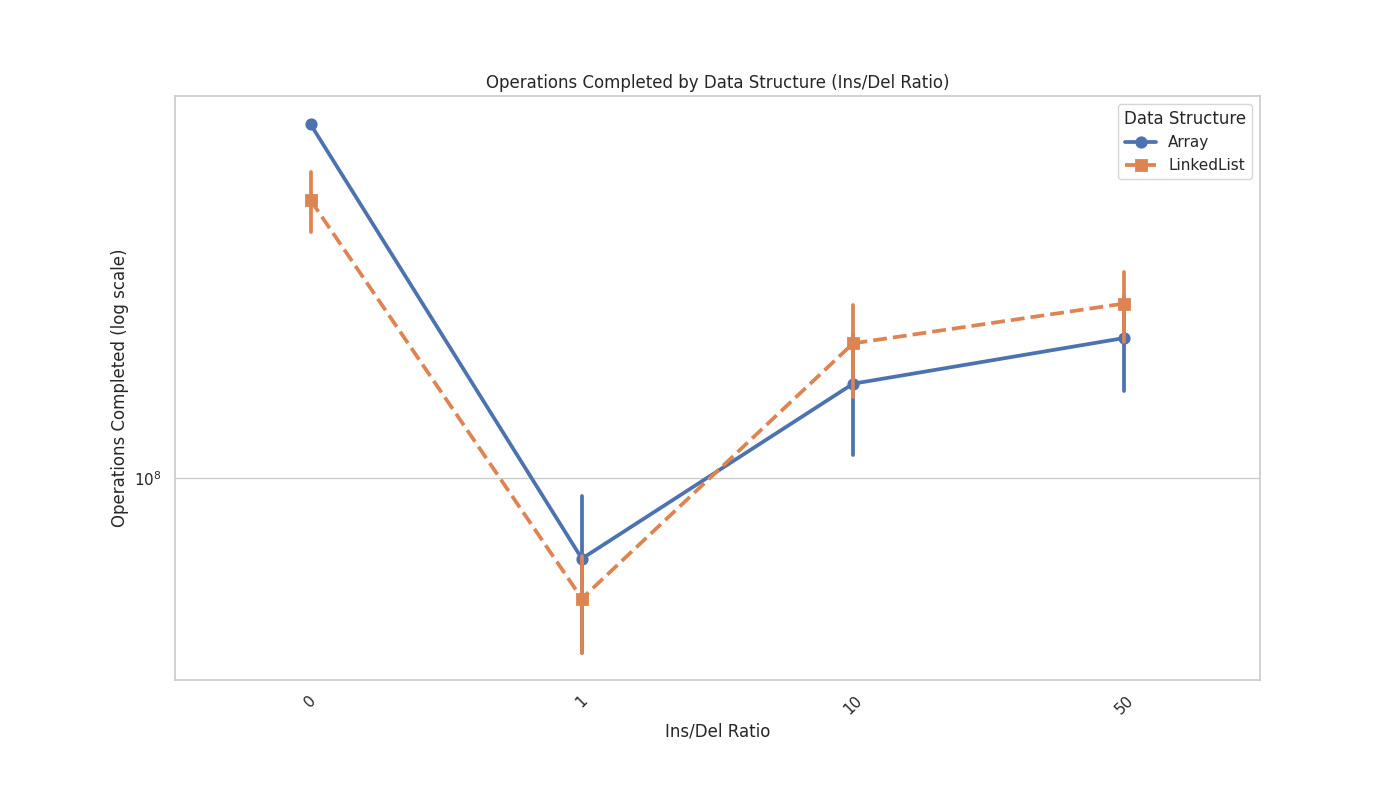 Operations Completed by Data Structure (Ins/Del Ratio)
Data Structure
Array
LinkedList
Operations Completed (log scale)
10⁸
0
1
10
50
Ins/Del Ratio